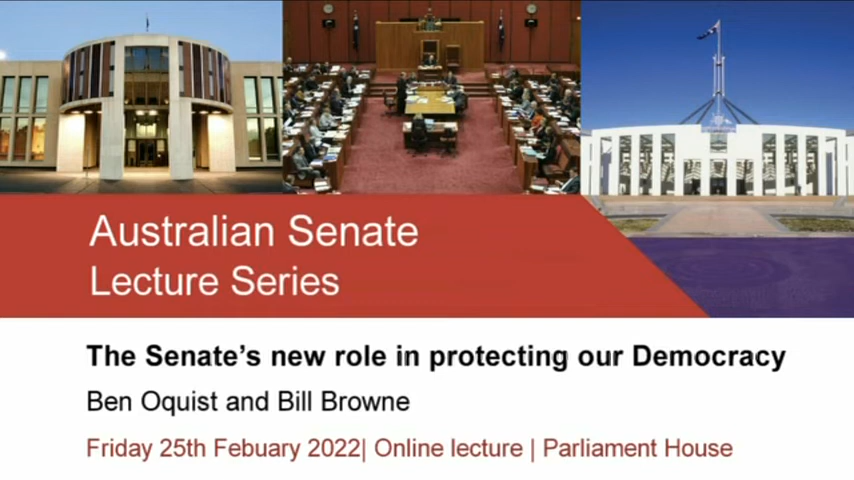 Australian Senate
Lecture Series
The Senate's new role in protecting our Democracy
Ben Oquist and Bill Browne
Friday 25th Febuary 2022| Online lecture | Parliament House